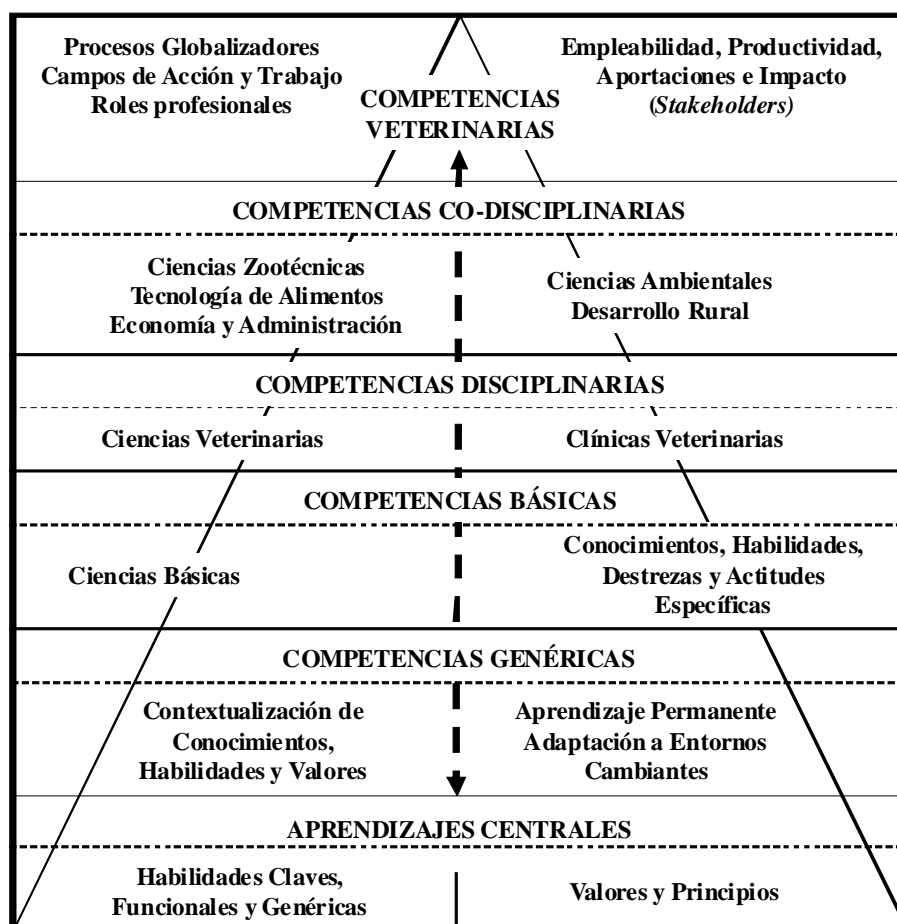 Procesos Globalizadores
Campos de Acción y Trabajo
Roles profesionales
Empleabilidad, Productividad,
Aportaciones e Impacto
(Stakeholders)
COMPETENCIAS
VETERINARIAS
COMPETENCIAS CO-DISCIPLINARIAS
Ciencias Zootécnicas
Tecnología de Alimentos
Economía y Administración
Ciencias Ambientales
Desarrollo Rural
COMPETENCIAS DISCIPLINARIAS
Ciencias Veterinarias
Clínicas Veterinarias
COMPETENCIAS BÁSICAS
Ciencias Básicas
Conocimientos, Habilidades,
Destrezas y Actitudes
Específicas
COMPETENCIAS GENÉRICAS
Contextualización de
Conocimientos,
Habilidades y Valores
Aprendizaje Permanente
Adaptación a Entornos
Cambiantes
APRENDIZAJES CENTRALES
Habilidades Claves,
Funcionales y Genéricas
Valores y Principios